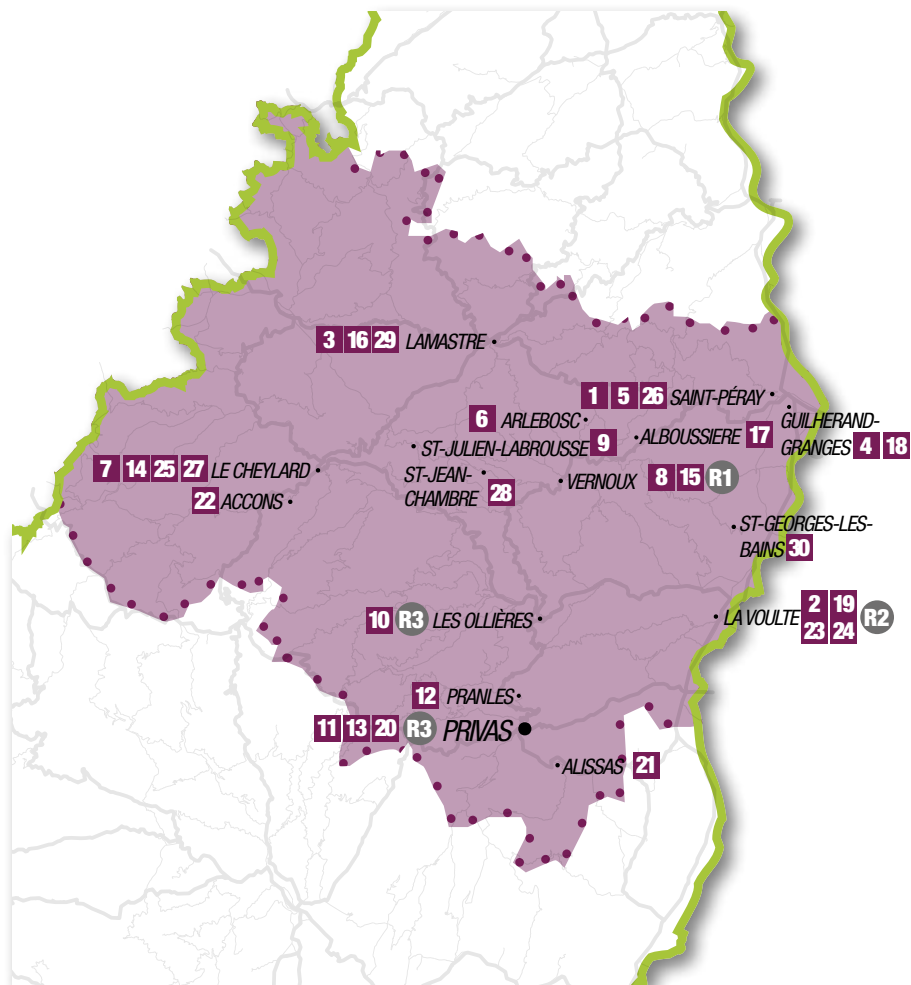 3 16 29 LAMASTRE
1 5 26 SAINT-PÉRAY
6 ARLEBOSC
GUILHERAND-
GRANGES 4 18
ALBOUSSIERE 17
ST-JULIEN-LABROUSSE 9
7 14 25 27 LE CHEYLARD
ST-JEAN-
CHAMBRE 28
VERNOUX 8 15 R1
22 ACCONS
ST-GEORGES-LES-
BAINS 30
10 R3 LES OLLIÈRES
LA VOULTE 2 19 R2
23 24
12 PRANLES
11 13 20 R3 PRIVAS
ALISSAS 21